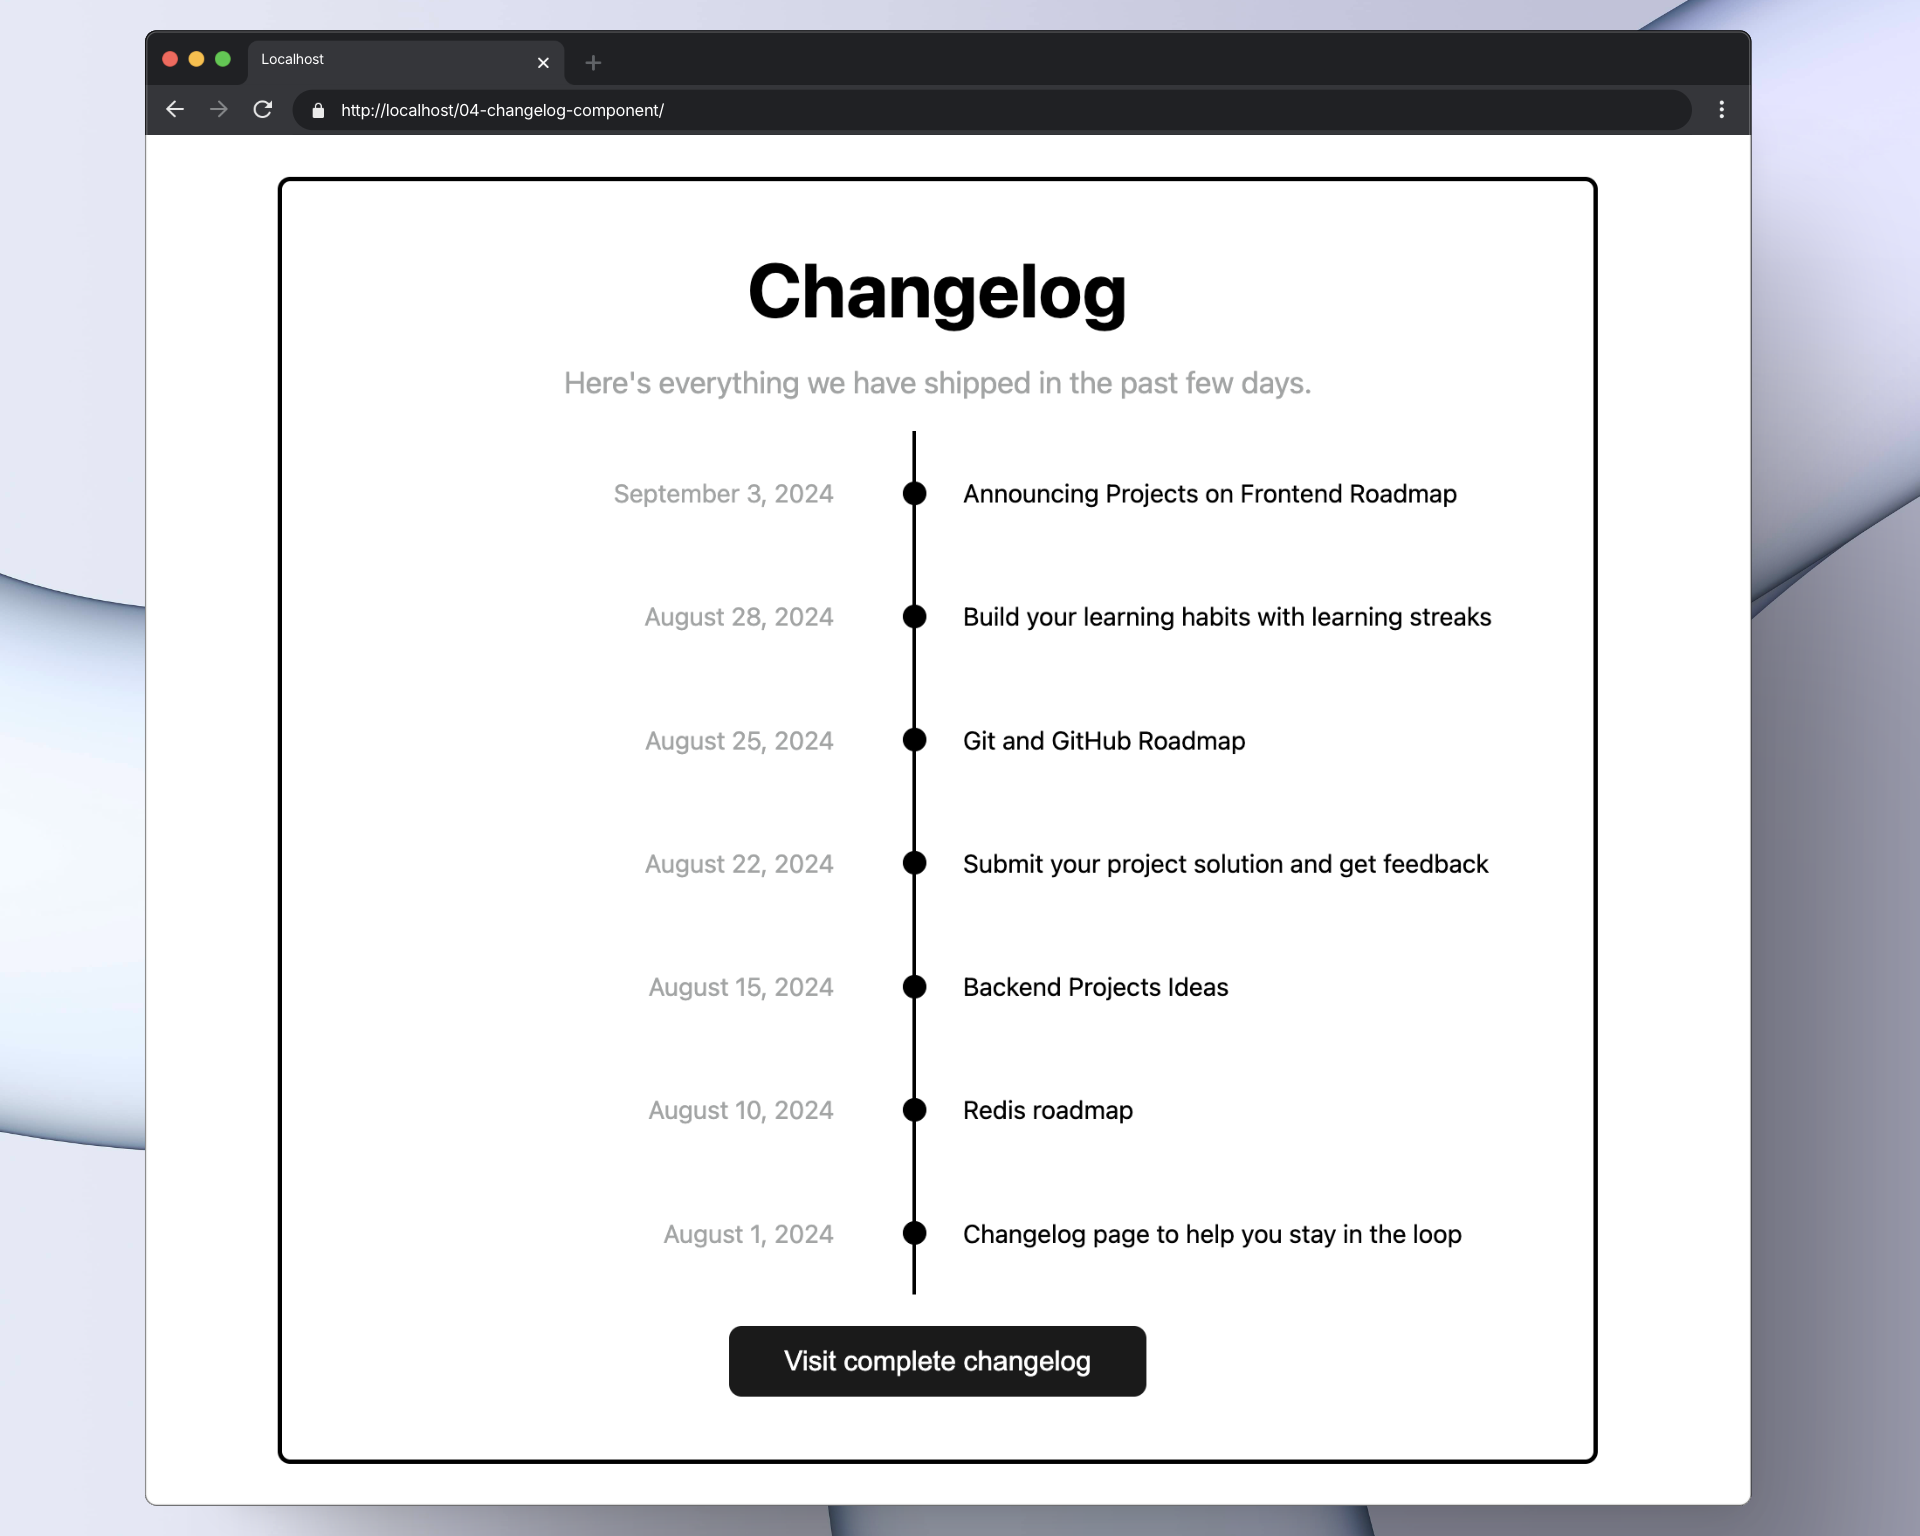 Localhost
http://localhost/04-changelog-component/
Changelog
Here's everything we have shipped in the past few days.
September 3, 2024 Announcing Projects on Frontend Roadmap
August 28, 2024 Build your learning habits with learning streaks
August 25, 2024 Git and GitHub Roadmap
August 22, 2024 Submit your project solution and get feedback
August 15, 2024 Backend Projects Ideas
August 10, 2024 Redis roadmap
August 1, 2024 Changelog page to help you stay in the loop
Visit complete changelog